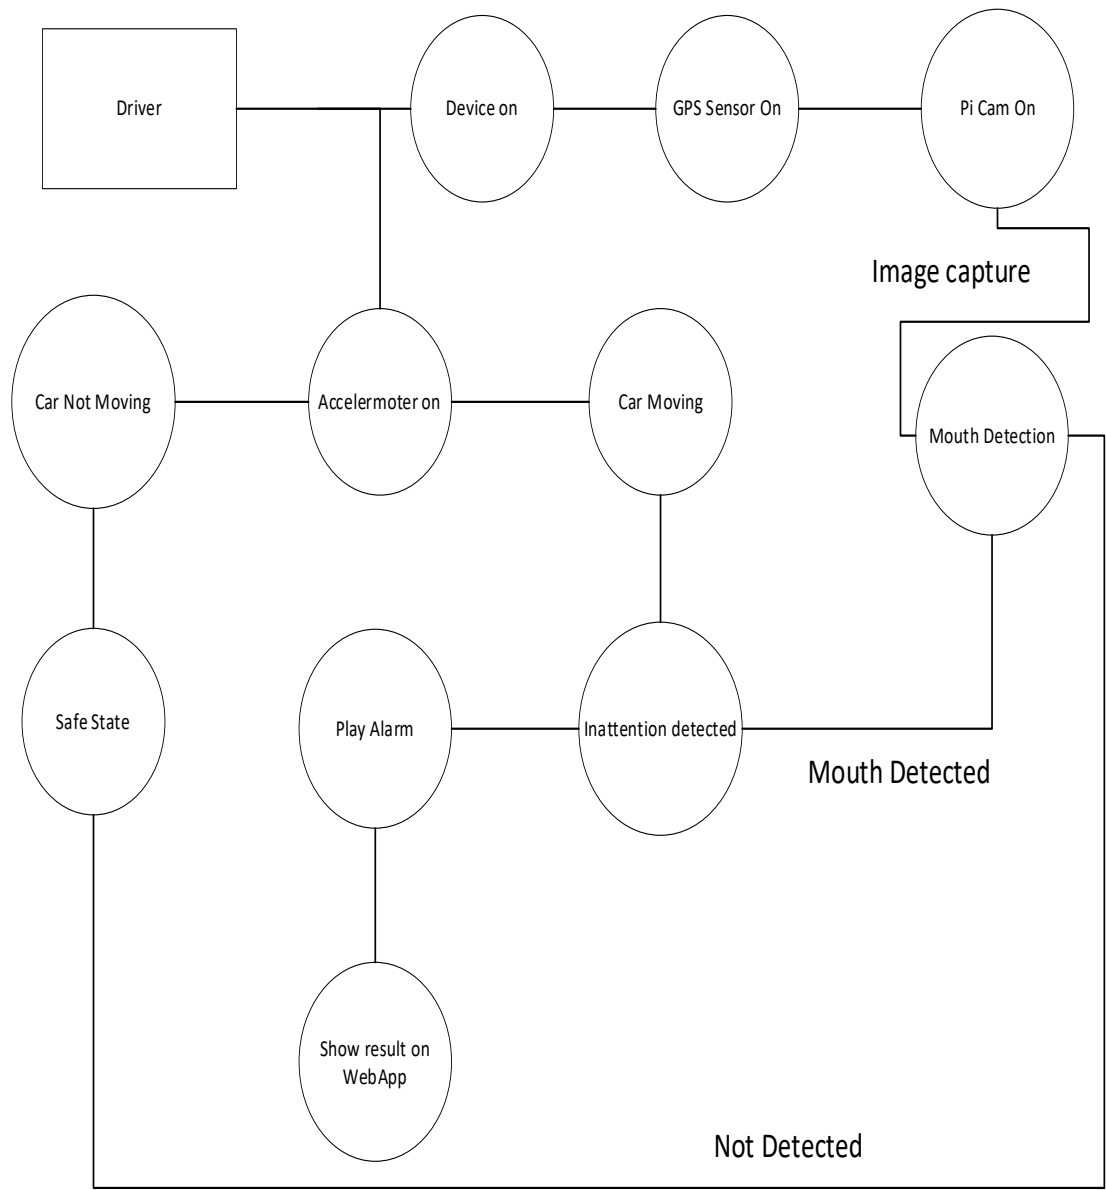 Driver
Device on
GPS Sensor On
Pi Cam On
Image capture
Car Not Moving
Accelermoter on
Car Moving
Mouth Detection
Safe State
Play Alarm
Inattention detected
Mouth Detected
Show result on
WebApp
Not Detected